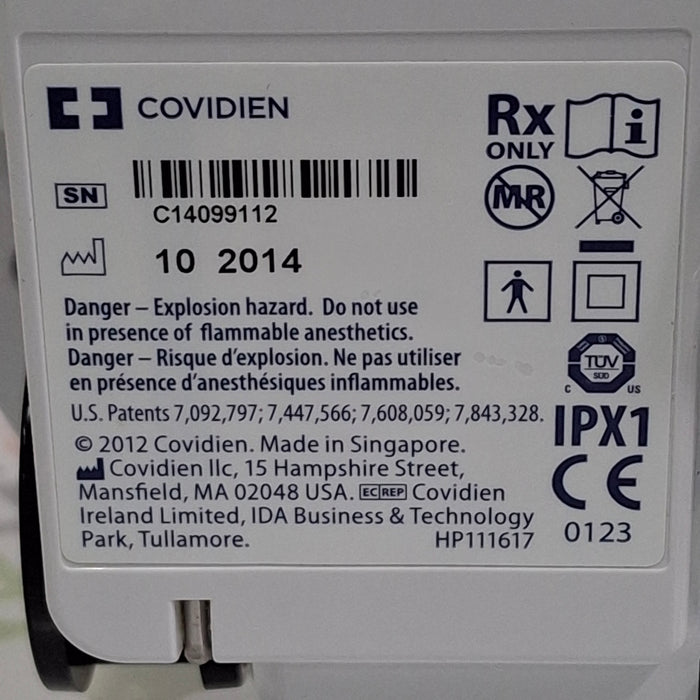 COVIDIEN
Rx
ONLY
i
SN
C14099112
MR
10 2014
Danger – Explosion hazard. Do not use
in presence of flammable anesthetics.
Danger – Risque d'explosion. Ne pas utiliser
en présence d'anesthésiques inflammables.
TÜV
SÜD
C US
U.S. Patents 7,092,797; 7,447,566; 7,608,059; 7,843,328.
IPX1
© 2012 Covidien. Made in Singapore.
Covidien llc, 15 Hampshire Street,
Mansfield, MA 02048 USA. EC REP Covidien
Ireland Limited, IDA Business & Technology
Park, Tullamore. HP111617
CE
0123